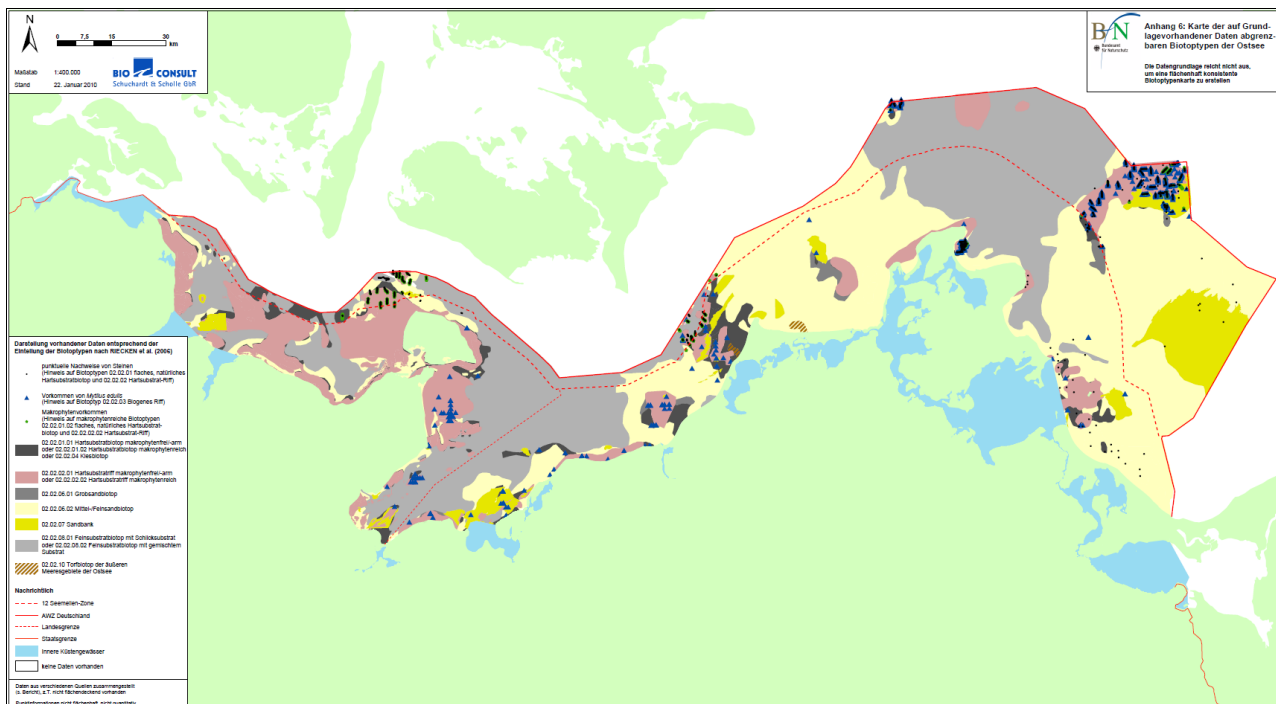 N
0 7,5 15 30
km
Maßstab 1:400.000
Stand 22. Januar 2010
BIO CONSULT
Schuchardt & Scholle GbR
BfN
Bundesamt
für Naturschutz
Anhang 6: Karte der auf Grund-
lagevorhandener Daten abgrenz-
baren Biotoptypen der Ostsee
Die Datengrundlage reicht nicht aus,
um eine flächenhaft konsistente
Biotoptypenkarte zu erstellen
Darstellung vorhandener Daten entsprechend der
Einteilung der Biotoptypen nach RIECKEN et al. (2006)
punktuelle Nachweise von Steinen
(Hinweis auf Biotoptypen 02.02.01 flaches, natürliches
Hartsubstratbiotop und 02.02.02 Hartsubstrat-Riff)
Vorkommen von Mytilus edulis
(Hinweis auf Biotoptyp 02.02.03 Biogenes Riff)
Makrophytenvorkommen
(Hinweis auf makrophytenreiche Biotoptypen
02.02.01.02 flaches, natürliches Hartsubstrat-
biotop und 02.02.02.02 Hartsubstrat-Riff)
02.02.01.01 Hartsubstratbiotop makrophytenfrei/-arm
oder 02.02.01.02 Hartsubstratbiotop makrophytenreich
oder 02.02.04 Kiesbiotop
02.02.02.01 Hartsubstratriff makrophytenfrei/-arm
oder 02.02.02.02 Hartsubstratriff makrophytenreich
02.02.06.01 Grobsandbiotop
02.02.06.02 Mittel-/Feinsandbiotop
02.02.07 Sandbank
02.02.08.01 Feinsubstratbiotop mit Schlicksubstrat
oder 02.02.08.02 Feinsubstratbiotop mit gemischtem
Substrat
02.02.10 Torfbiotop der äußeren
Meeresgebiete der Ostsee
Nachrichtlich
12 Seemeilen-Zone
AWZ Deutschland
Landesgrenze
Staatsgrenze
Innere Küstengewässer
keine Daten vorhanden
Daten aus verschiedenen Quellen zusammengestellt
(s. Bericht), z.T. nicht flächendeckend vorhanden
Punktinformationen nicht flächenhaft, nicht quantitativ